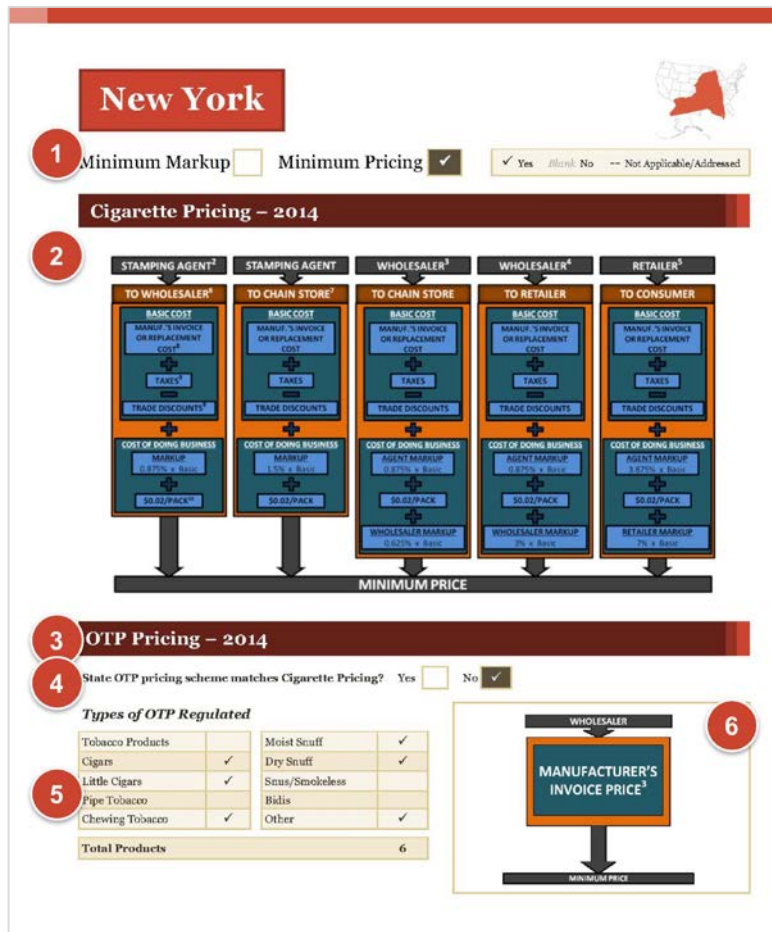 New York
1
Minimum Markup
Minimum Pricing ✓
✓ Yes Blank No -- Not Applicable/Addressed
Cigarette Pricing – 2014
2
STAMPING AGENT² STAMPING AGENT WHOLESALER³ WHOLESALER⁴ RETAILER⁵
TO WHOLESALER⁶ TO CHAIN STORE⁷ TO CHAIN STORE TO RETAILER TO CONSUMER
BASIC COST BASIC COST BASIC COST BASIC COST BASIC COST
MANUF.'S INVOICE MANUF.'S INVOICE MANUF.'S INVOICE MANUF.'S INVOICE MANUF.'S INVOICE
OR REPLACEMENT OR REPLACEMENT OR REPLACEMENT OR REPLACEMENT OR REPLACEMENT
COST⁸ COST COST COST COST
TAXES⁹ TAXES TAXES TAXES TAXES
TRADE DISCOUNTS TRADE DISCOUNTS TRADE DISCOUNTS TRADE DISCOUNTS TRADE DISCOUNTS
COST OF DOING BUSINESS COST OF DOING BUSINESS COST OF DOING BUSINESS COST OF DOING BUSINESS COST OF DOING BUSINESS
MARKUP MARKUP AGENT MARKUP AGENT MARKUP AGENT MARKUP
0.875% x Basic 1.5% x Basic 0.875% x Basic 0.875% x Basic 3.875% x Basic
$0.02/PACK¹⁰ $0.02/PACK $0.02/PACK $0.02/PACK $0.02/PACK
WHOLESALER MARKUP WHOLESALER MARKUP RETAILER MARKUP
0.625% x Basic 3% x Basic 7% x Basic
MINIMUM PRICE
3
OTP Pricing – 2014
4
State OTP pricing scheme matches Cigarette Pricing? Yes No ✓
Types of OTP Regulated
5
Tobacco Products Moist Snuff ✓
Cigars ✓ Dry Snuff ✓
Little Cigars ✓ Snus/Smokeless
Pipe Tobacco Bidis
Chewing Tobacco ✓ Other ✓
Total Products 6
6
WHOLESALER
MANUFACTURER'S
INVOICE PRICE³
MINIMUM PRICE